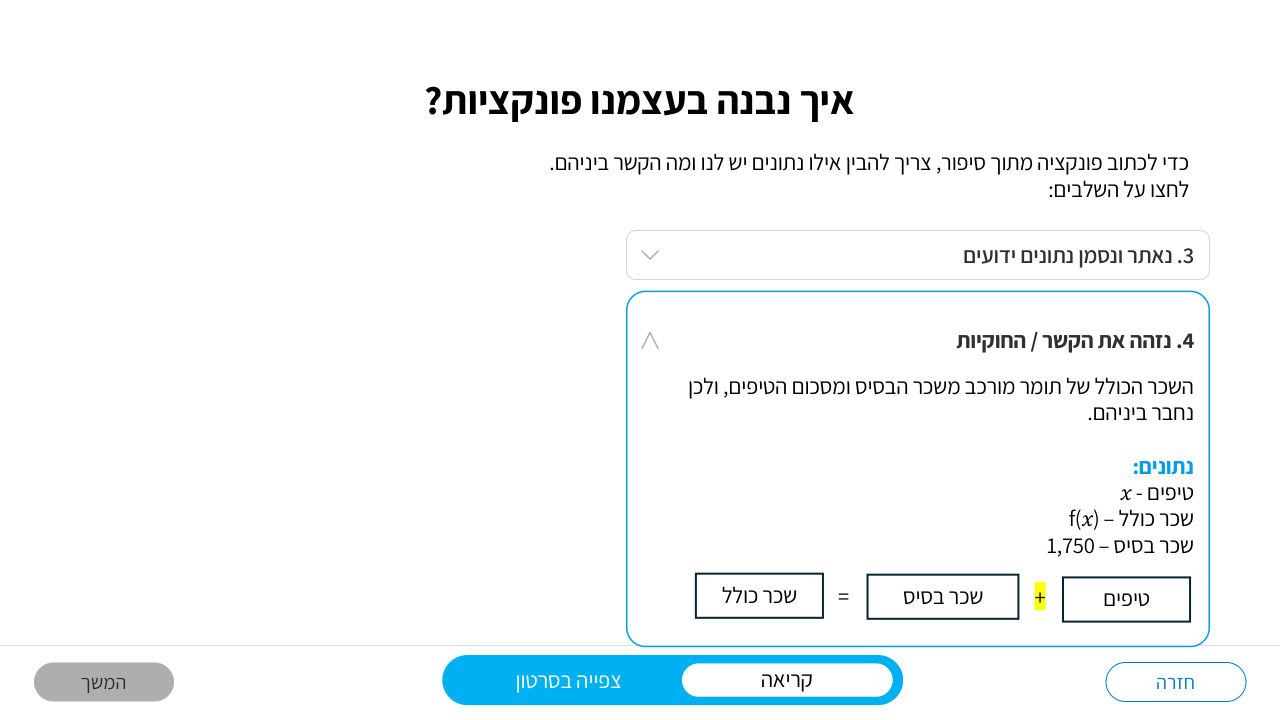 איך נבנה בעצמנו פונקציות?
כדי לכתוב פונקציה מתוך סיפור, צריך להבין אילו נתונים יש לנו ומה הקשר ביניהם.
לחצו על השלבים:
3. נאתר ונסמן נתונים ידועים
4. נזהה את הקשר / החוקיות
השכר הכולל של תומר מורכב משכר הבסיס ומסכום הטיפים, ולכן
נחבר ביניהם.
נתונים:
טיפים - x
שכר כולל – f(x)
שכר בסיס – 1,750
טיפים + שכר בסיס = שכר כולל
חזרה
קריאה
צפייה בסרטון
המשך